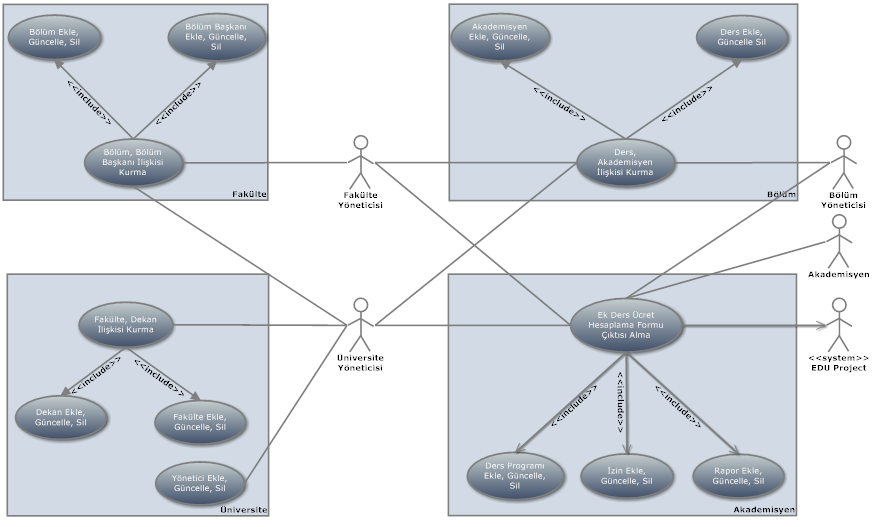 Bölüm Ekle,
Güncelle, Sil
Bölüm Başkanı
Ekle, Güncelle,
Sil
<<include>>
<<include>>
Bölüm, Bölüm
Başkanı İlişkisi
Kurma
Fakülte
Akademisyen
Ekle, Güncelle,
Sil
Ders Ekle,
Güncelle Sil
<<include>>
<<include>>
Ders,
Akademisyen
İlişkisi Kurma
Bölüm
Fakülte
Yöneticisi
Bölüm
Yöneticisi
Akademisyen
Fakülte, Dekan
İlişkisi Kurma
<<include>>
<<include>>
Dekan Ekle,
Güncelle, Sil
Fakülte Ekle,
Güncelle, Sil
Yönetici Ekle,
Güncelle, Sil
Üniversite
Üniversite
Yöneticisi
Ek Ders Ücret
Hesaplama Formu
Çıktısı Alma
<<include>>
<<include>>
<<include>>
Ders Programı
Ekle, Güncelle,
Sil
İzin Ekle,
Güncelle, Sil
Rapor Ekle,
Güncelle, Sil
Akademisyen
<<system>>
EDU Project